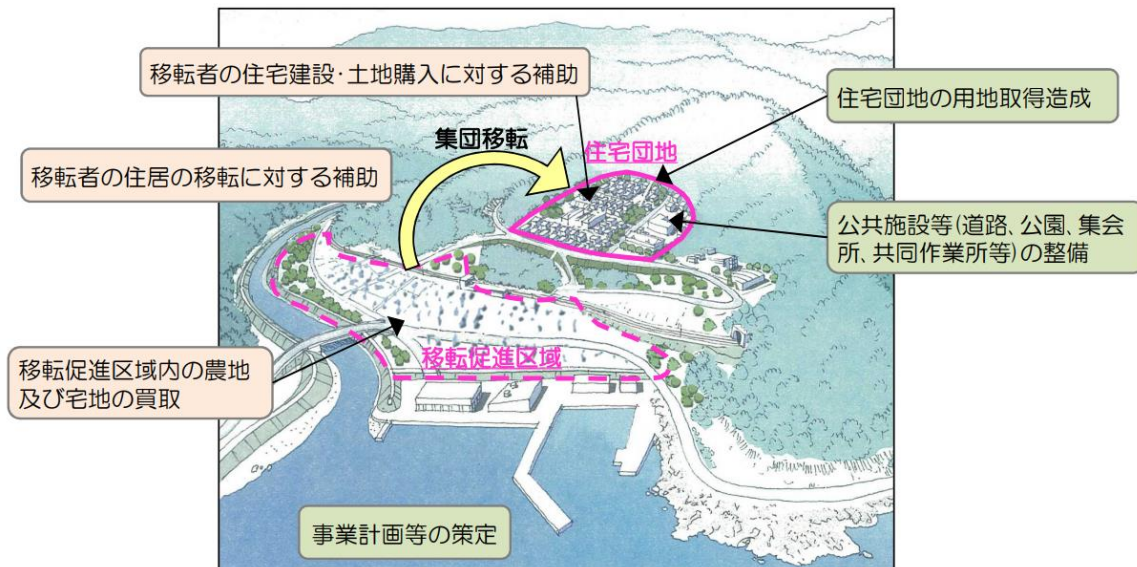 移転者の住宅建設・土地購入に対する補助
住宅団地の用地取得造成
集団移転
住宅団地
移転者の住居の移転に対する補助
公共施設等(道路、公園、集会
所、共同作業所等)の整備
移転促進区域
移転促進区域内の農地
及び宅地の買取
事業計画等の策定